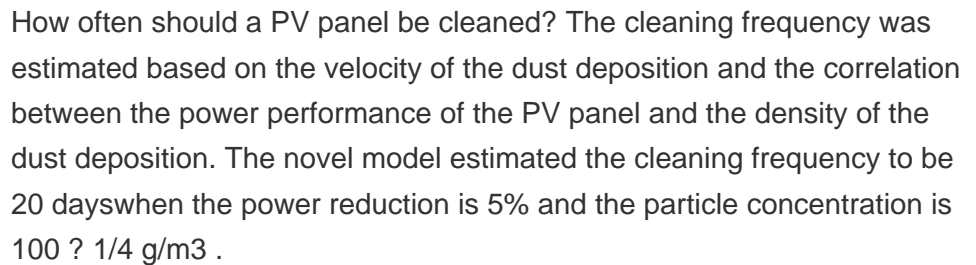 How often should a PV panel be cleaned? The cleaning frequency was
estimated based on the velocity of the dust deposition and the correlation
between the power performance of the PV panel and the density of the
dust deposition. The novel model estimated the cleaning frequency to be
20 dayswhen the power reduction is 5% and the particle concentration is
100 ? 1/4 g/m3 .